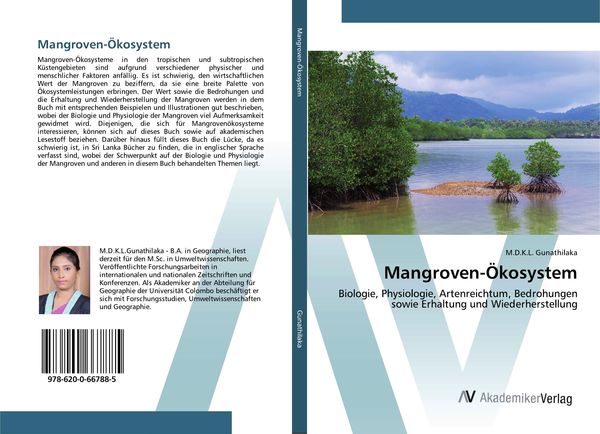 Mangroven-Ökosystem
Mangroven-Ökosysteme in den tropischen und subtropischen
Küstengebieten sind aufgrund verschiedener physischer und
menschlicher Faktoren anfällig. Es ist schwierig, den wirtschaftlichen
Wert der Mangroven zu beziffern, da sie eine breite Palette von
Ökosystemleistungen erbringen. Der Wert sowie die Bedrohungen und
die Erhaltung und Wiederherstellung der Mangroven werden in dem
Buch mit entsprechenden Beispielen und Illustrationen gut beschrieben,
wobei der Biologie und Physiologie der Mangroven viel Aufmerksamkeit
gewidmet wird. Diejenigen, die sich für Mangrovenökosysteme
interessieren, können sich auf dieses Buch sowie auf akademischen
Lesestoff beziehen. Darüber hinaus füllt dieses Buch die Lücke, da es
schwierig ist, in Sri Lanka Bücher zu finden, die in englischer Sprache
verfasst sind, wobei der Schwerpunkt auf der Biologie und Physiologie
der Mangroven und anderen in diesem Buch behandelten Themen liegt.
M.D.K.L.Gunathilaka - B.A. in Geographie, liest
derzeit für den M.Sc. in Umweltwissenschaften.
Veröffentlichte Forschungsarbeiten in
internationalen und nationalen Zeitschriften und
Konferenzen. Als Akademiker an der Abteilung für
Geographie der Universität Colombo beschäftigt er
sich mit Forschungsstudien, Umweltwissenschaften
und Geographie.
978-620-0-66788-5
Mangroven-Ökosystem
Gunathilaka
M.D.K.L. Gunathilaka
Mangroven-Ökosystem
Biologie, Physiologie, Artenreichtum, Bedrohungen
sowie Erhaltung und Wiederherstellung
AV AkademikerVerlag